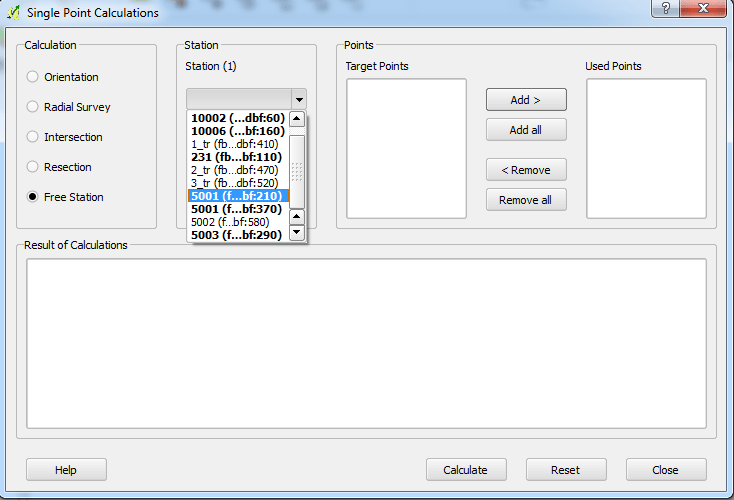 Single Point Calculations
?
Calculation
Orientation
Radial Survey
Intersection
Resection
Free Station
Station
Station (1)
10002 (...dbf:60)
10006 (...bf:160)
1_tr (fb...dbf:410)
231 (fb...bf:110)
2_tr (fb...dbf:470)
3_tr (fb...dbf:520)
5001 (f...bf:210)
5001 (f...bf:370)
5002 (f...bf:580)
5003 (f...bf:290)
Points
Target Points
Add >
Add all
< Remove
Remove all
Used Points
Result of Calculations
Help
Calculate
Reset
Close